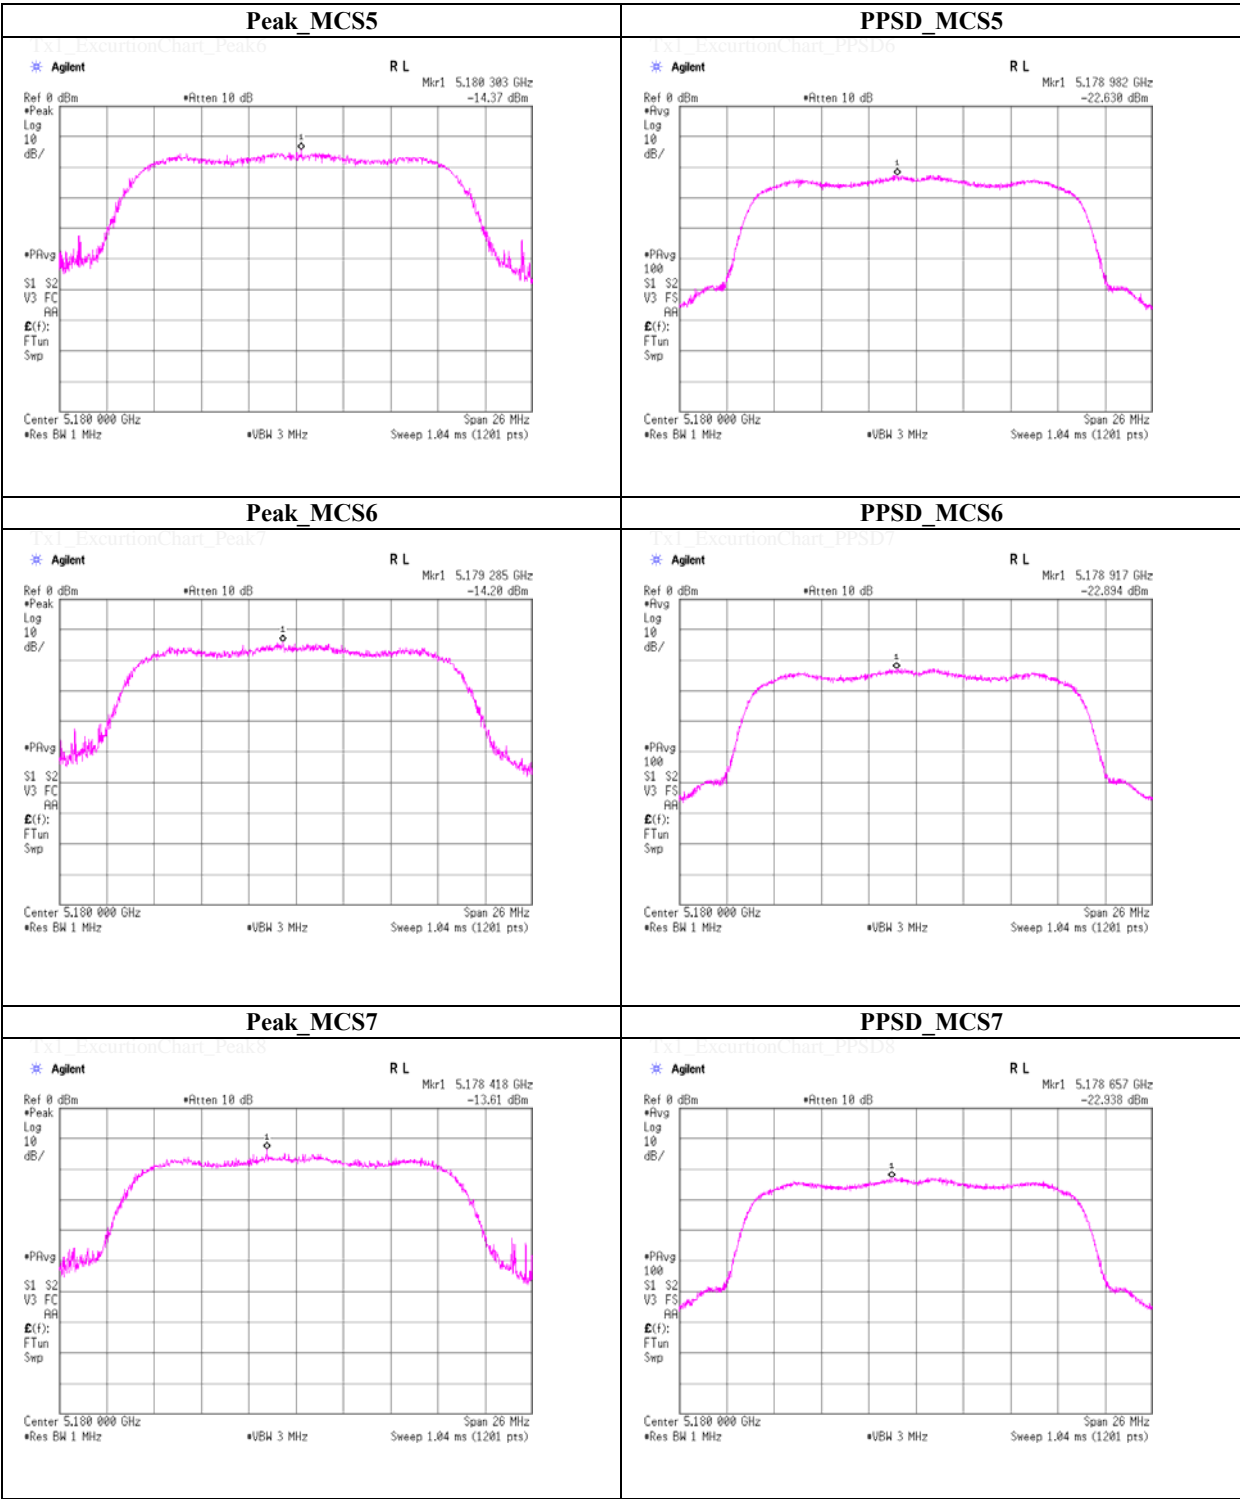 Peak_MCS5 PPSD_MCS5
Tx1_ExcurtionChart_Peak6 Tx1_ExcurtionChart_PPSD6
Agilent R L
Mkr1 5.180 303 GHz
Ref 0 dBm *Atten 10 dB -14.37 dBm
*Peak
Log
10
dB/
1
*PAvg
S1 S2
V3 FC
AA
£(f):
FTun
Swp
Center 5.180 000 GHz Span 26 MHz
*Res BW 1 MHz *VBW 3 MHz Sweep 1.04 ms (1201 pts)
Agilent R L
Mkr1 5.178 982 GHz
Ref 0 dBm *Atten 10 dB -22.630 dBm
*Avg
Log
10
dB/
1
*PAvg
100
S1 S2
V3 FS
AA
£(f):
FTun
Swp
Center 5.180 000 GHz Span 26 MHz
*Res BW 1 MHz *VBW 3 MHz Sweep 1.04 ms (1201 pts)
Peak_MCS6 PPSD_MCS6
Tx1_ExcurtionChart_Peak7 Tx1_ExcurtionChart_PPSD7
Agilent R L
Mkr1 5.179 285 GHz
Ref 0 dBm *Atten 10 dB -14.20 dBm
*Peak
Log
10
dB/
1
*PAvg
S1 S2
V3 FC
AA
£(f):
FTun
Swp
Center 5.180 000 GHz Span 26 MHz
*Res BW 1 MHz *VBW 3 MHz Sweep 1.04 ms (1201 pts)
Agilent R L
Mkr1 5.178 917 GHz
Ref 0 dBm *Atten 10 dB -22.894 dBm
*Avg
Log
10
dB/
1
*PAvg
100
S1 S2
V3 FS
AA
£(f):
FTun
Swp
Center 5.180 000 GHz Span 26 MHz
*Res BW 1 MHz *VBW 3 MHz Sweep 1.04 ms (1201 pts)
Peak_MCS7 PPSD_MCS7
Tx1_ExcurtionChart_Peak8 Tx1_ExcurtionChart_PPSD8
Agilent R L
Mkr1 5.178 418 GHz
Ref 0 dBm *Atten 10 dB -13.61 dBm
*Peak
Log
10
dB/
1
*PAvg
S1 S2
V3 FC
AA
£(f):
FTun
Swp
Center 5.180 000 GHz Span 26 MHz
*Res BW 1 MHz *VBW 3 MHz Sweep 1.04 ms (1201 pts)
Agilent R L
Mkr1 5.178 657 GHz
Ref 0 dBm *Atten 10 dB -22.938 dBm
*Avg
Log
10
dB/
1
*PAvg
100
S1 S2
V3 FS
AA
£(f):
FTun
Swp
Center 5.180 000 GHz Span 26 MHz
*Res BW 1 MHz *VBW 3 MHz Sweep 1.04 ms (1201 pts)